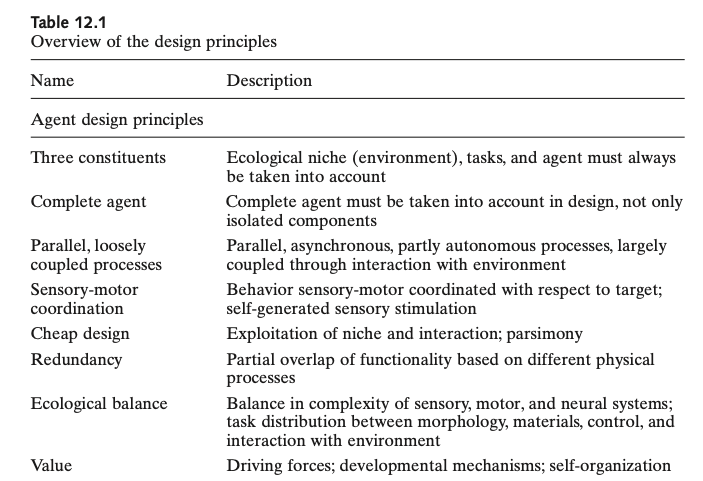 Table 12.1
Overview of the design principles
Name Description
Agent design principles
Three constituents Ecological niche (environment), tasks, and agent must always
be taken into account
Complete agent Complete agent must be taken into account in design, not only
isolated components
Parallel, loosely Parallel, asynchronous, partly autonomous processes, largely
coupled processes coupled through interaction with environment
Sensory-motor Behavior sensory-motor coordinated with respect to target;
coordination self-generated sensory stimulation
Cheap design Exploitation of niche and interaction; parsimony
Redundancy Partial overlap of functionality based on different physical
processes
Ecological balance Balance in complexity of sensory, motor, and neural systems;
task distribution between morphology, materials, control, and
interaction with environment
Value Driving forces; developmental mechanisms; self-organization